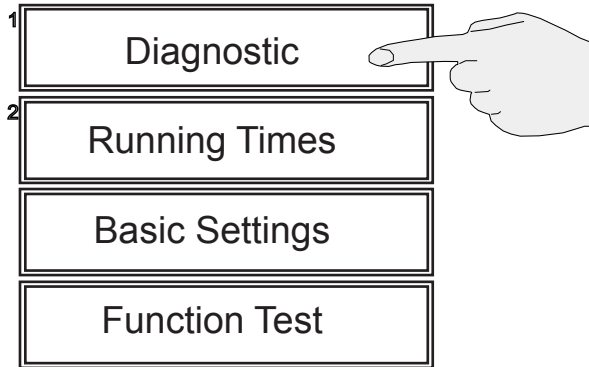 1
Diagnostic
2
Running Times
Basic Settings
Function Test